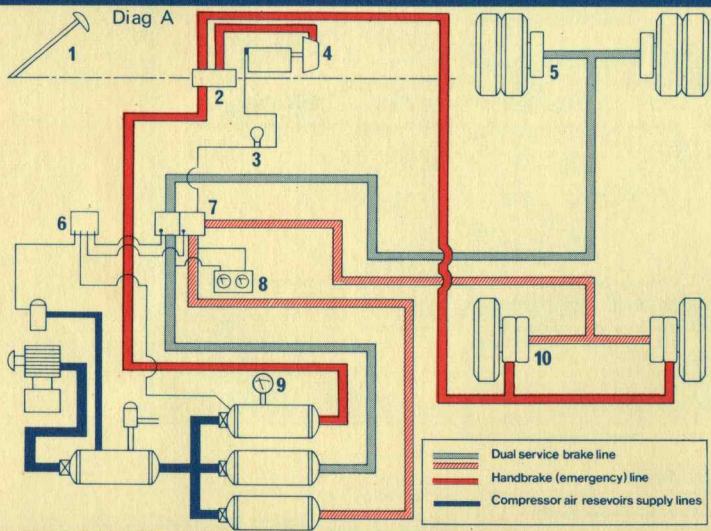 Diag A
1
2
3
4
5
6
7
8
9
10
Dual service brake line
Handbrake (emergency) line
Compressor air resevoirs supply lines